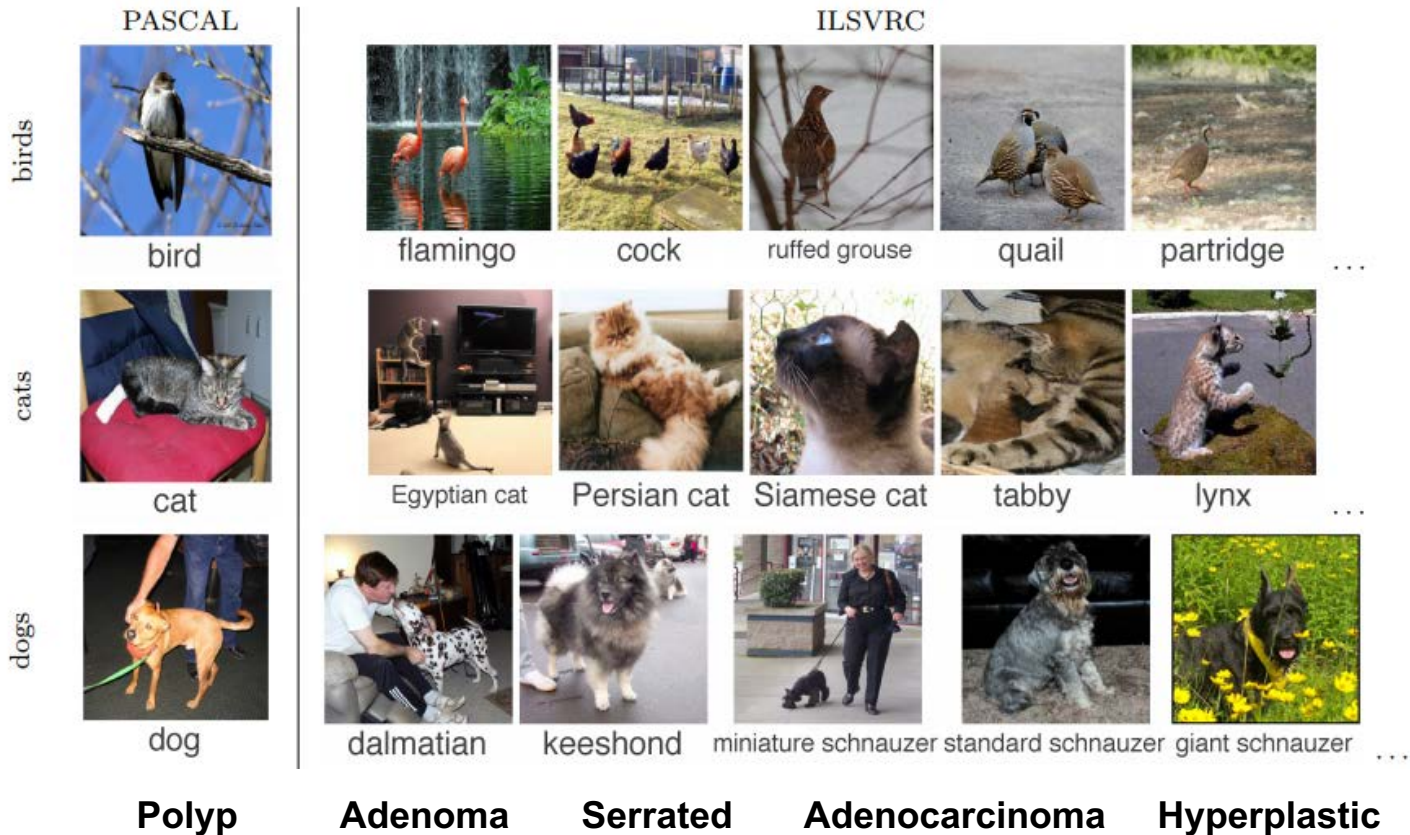 PASCAL ILSVRC
birds
bird flamingo cock ruffed grouse quail partridge ...
cats
cat Egyptian cat Persian cat Siamese cat tabby lynx ...
dogs
dog dalmatian keeshond miniature schnauzer standard schnauzer giant schnauzer ...
Polyp Adenoma Serrated Adenocarcinoma Hyperplastic